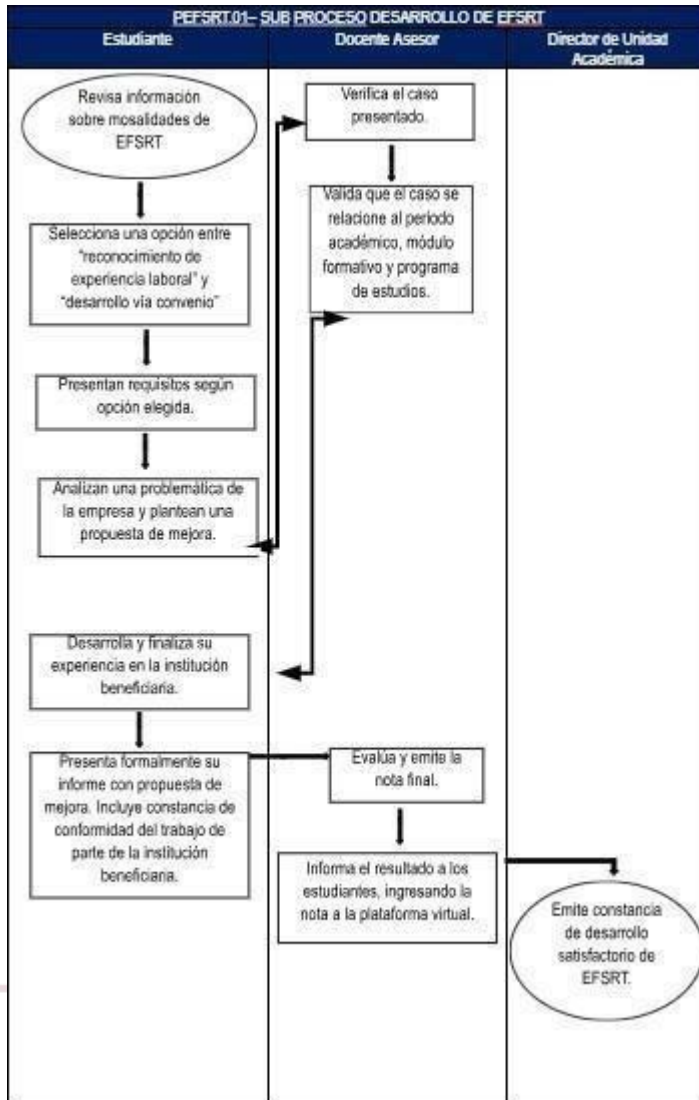 PEFSRT.01– SUB PROCESO DESARROLLO DE EFSRT
Estudiante
Docente Asesor
Director de Unidad
Académica
Revisa información
sobre mosalidades de
EFSRT
Selecciona una opción entre
“reconocimiento de
experiencia laboral” y
“desarrollo vía convenio”
Presentan requisitos según
opción elegida.
Analizan una problemática de
la empresa y plantean una
propuesta de mejora.
Verifica el caso
presentado.
Valida que el caso se
relacione al período
académico, módulo
formativo y programa
de estudios.
Desarrolla y finaliza su
experiencia en la institución
beneficiaria.
Presenta formalmente su
informe con propuesta de
mejora. Incluye constancia de
conformidad del trabajo de
parte de la institución
beneficiaria.
Evalúa y emite la
nota final.
Informa el resultado a los
estudiantes, ingresando la
nota a la plataforma virtual.
Emite constancia
de desarrollo
satisfactorio de
EFSRT.